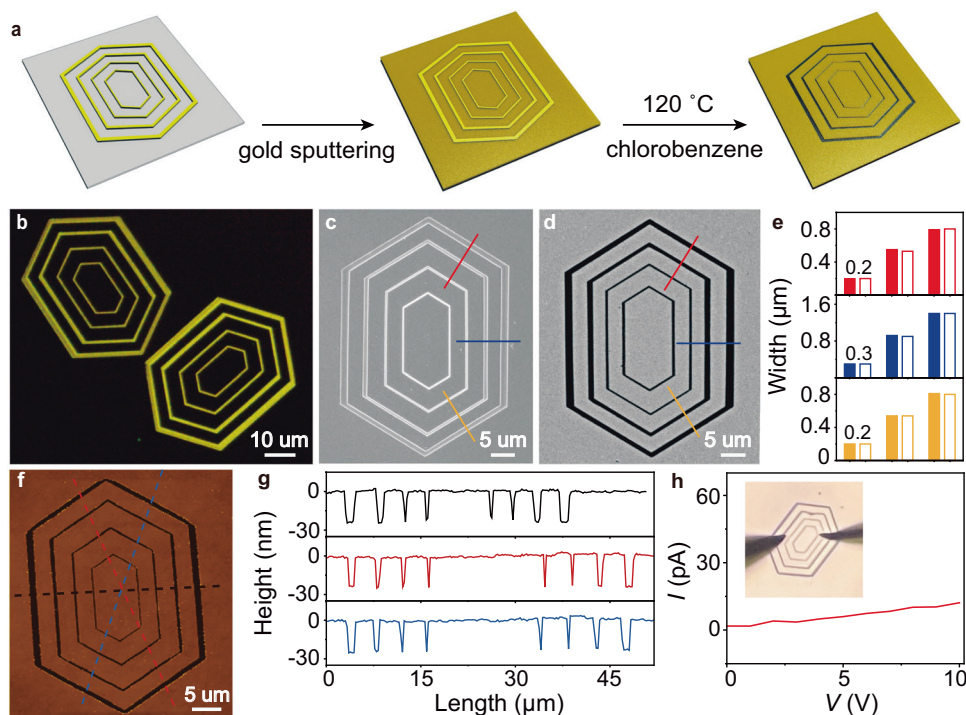 a
gold sputtering
120 ˚C
chlorobenzene
b
10 um
c
5 um
d
5 um
e
Width (μm)
0.8
0.4
0.2
1.6
0.8
0.3
0.8
0.4
0
0.2
f
5 um
g
Height (nm)
0
-30
0
-30
0
-30
0 15 30 45
Length (μm)
h
I (pA)
60
30
0
0 5 10
V (V)